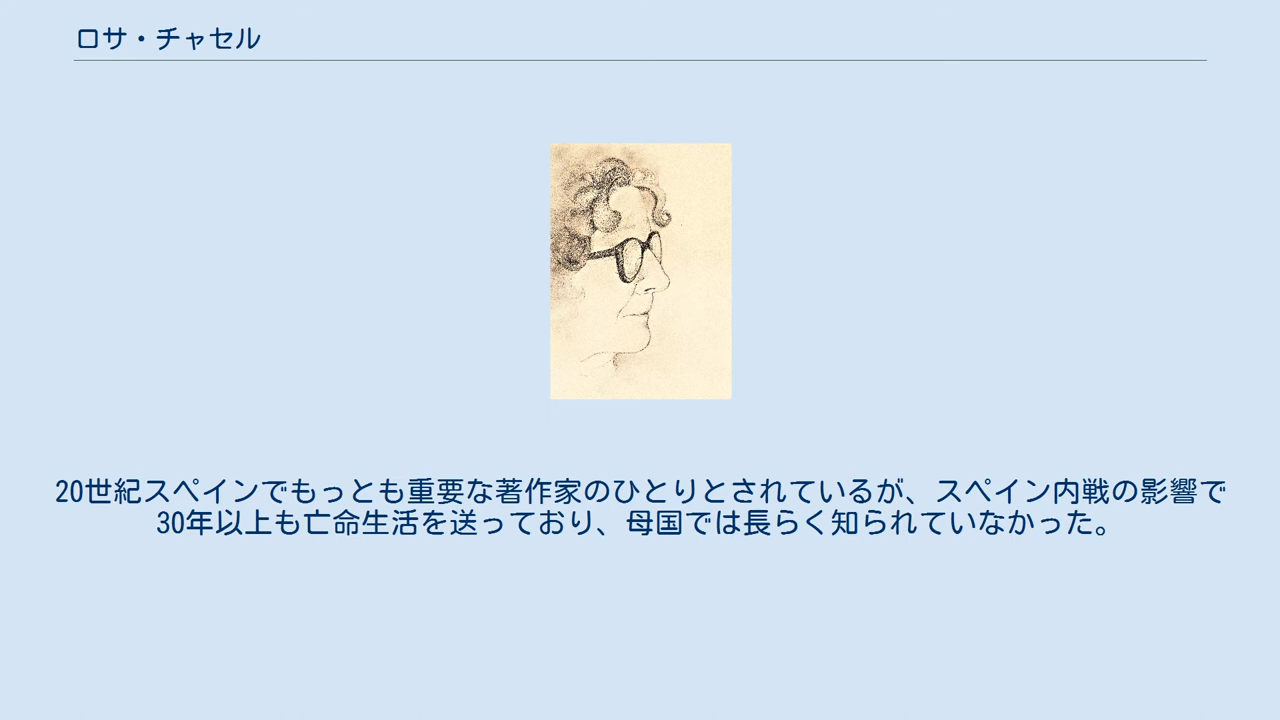 ロサ・チャセル
20世紀スペインでもっとも重要な著作家のひとりとされているが、スペイン内戦の影響で
30年以上も亡命生活を送っており、母国では長らく知られていなかった。